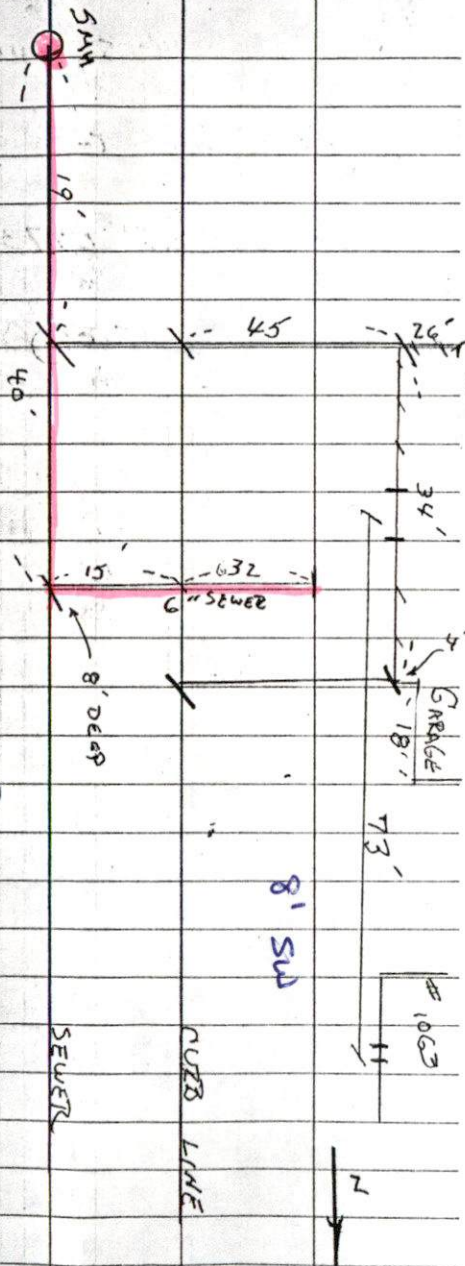 SMH
19'
45
26'
40'
34'
15'
32
6" SEWER
8' DEEP
4'
GARAGE
18'
73'
8' SW
#1063
SEWER
CURB LINE
N